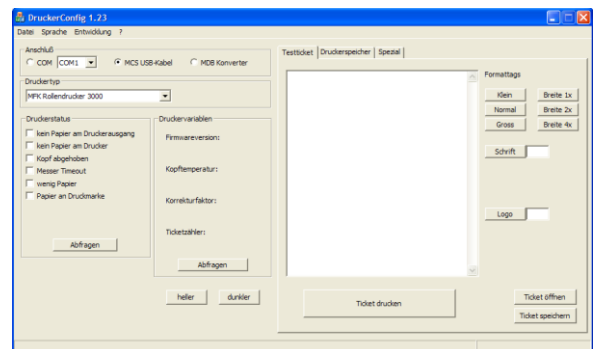 DruckerConfig 1.23
Datei Sprache Entwicklung ?
Anschluß
COM COM1 MCS USB-Kabel MDB Konverter
Druckertyp
MFK Rollendrucker 3000
Druckerstatus
kein Papier am Druckerausgang
kein Papier am Drucker
Kopf abgehoben
Messer Timeout
wenig Papier
Papier an Druckmarke
Abfragen
Druckervariablen
Firmwareversion:
Kopftemperatur:
Korrekturfaktor:
Ticketzähler:
Abfragen
heller dunkler
Testticket Druckerspeicher Spezial
Formattags
Klein Breite 1x
Normal Breite 2x
Gross Breite 4x
Schrift
Logo
Ticket drucken
Ticket öffnen
Ticket speichern